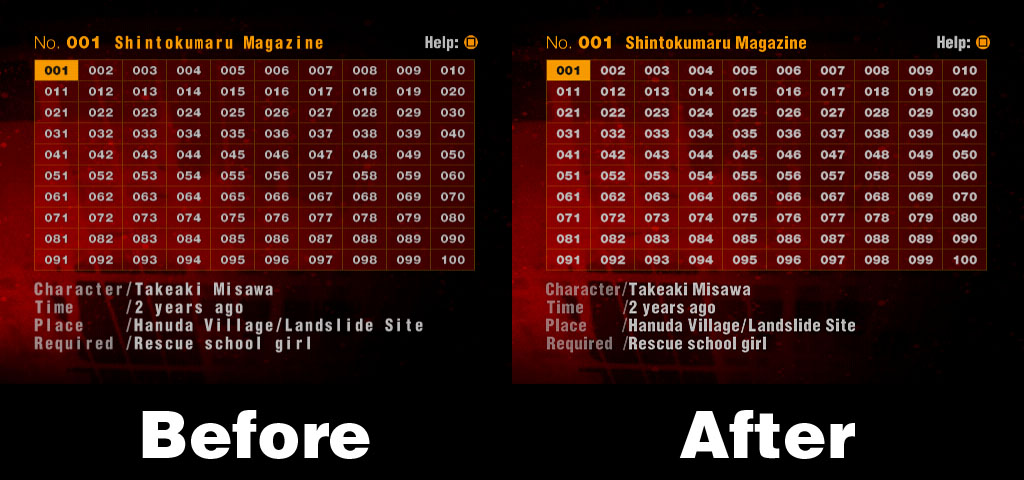 No. 001 Shintokumaru Magazine Help:
001 002 003 004 005 006 007 008 009 010
011 012 013 014 015 016 017 018 019 020
021 022 023 024 025 026 027 028 029 030
031 032 033 034 035 036 037 038 039 040
041 042 043 044 045 046 047 048 049 050
051 052 053 054 055 056 057 058 059 060
061 062 063 064 065 066 067 068 069 070
071 072 073 074 075 076 077 078 079 080
081 082 083 084 085 086 087 088 089 090
091 092 093 094 095 096 097 098 099 100
Character/Takeaki Misawa
Time /2 years ago
Place /Hanuda Village/Landslide Site
Required /Rescue school girl
Before
No. 001 Shintokumaru Magazine Help:
001 002 003 004 005 006 007 008 009 010
011 012 013 014 015 016 017 018 019 020
021 022 023 024 025 026 027 028 029 030
031 032 033 034 035 036 037 038 039 040
041 042 043 044 045 046 047 048 049 050
051 052 053 054 055 056 057 058 059 060
061 062 063 064 065 066 067 068 069 070
071 072 073 074 075 076 077 078 079 080
081 082 083 084 085 086 087 088 089 090
091 092 093 094 095 096 097 098 099 100
Character/Takeaki Misawa
Time /2 years ago
Place /Hanuda Village/Landslide Site
Required /Rescue school girl
After